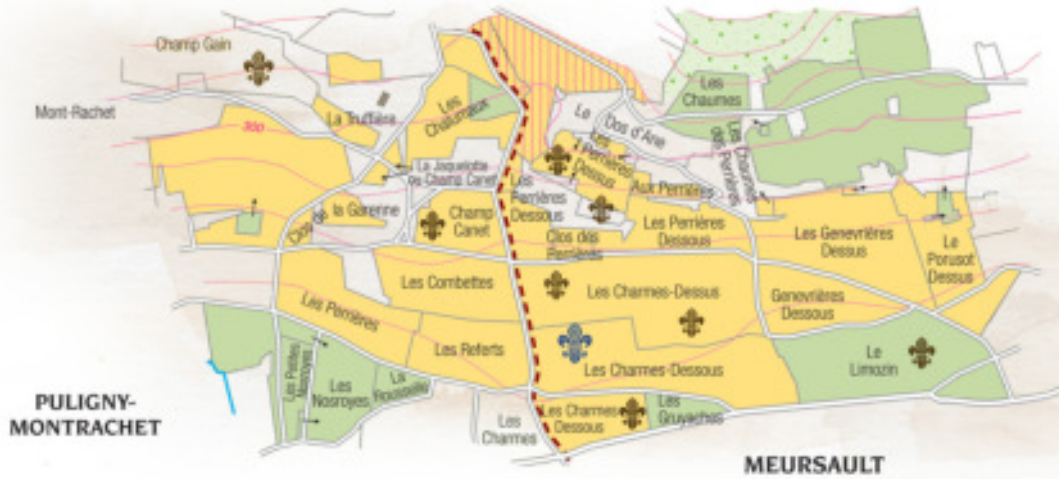 Champ Gain
Mont-Rachet
300
La Truffière
Les
Chalumeaux
La Jaquelotte
ou Champ Canet
Clos de
la Garenne
Champ
Canet
Les Combettes
Les Perrières
Les Referts
Les Petites
Nosroyes
Les
Nosroyes
La
Rousselle
Les
Charmes
PULIGNY-
MONTRACHET
Le
Dos d'Ane
Les
Perrières
Dessus
Aux Perrières
Les
Perrières
Dessous
Clos des
Perrières
Les Perrières
Dessous
Les
Chaumes
Les Chaumes
des Perrières
Les Genevrières
Dessus
Le
Porusot
Dessus
Les Charmes-Dessus
Genevrières
Dessous
Les Charmes-Dessous
Le
Limozin
Les Charmes
Dessous
Les
Gruyaches
MEURSAULT